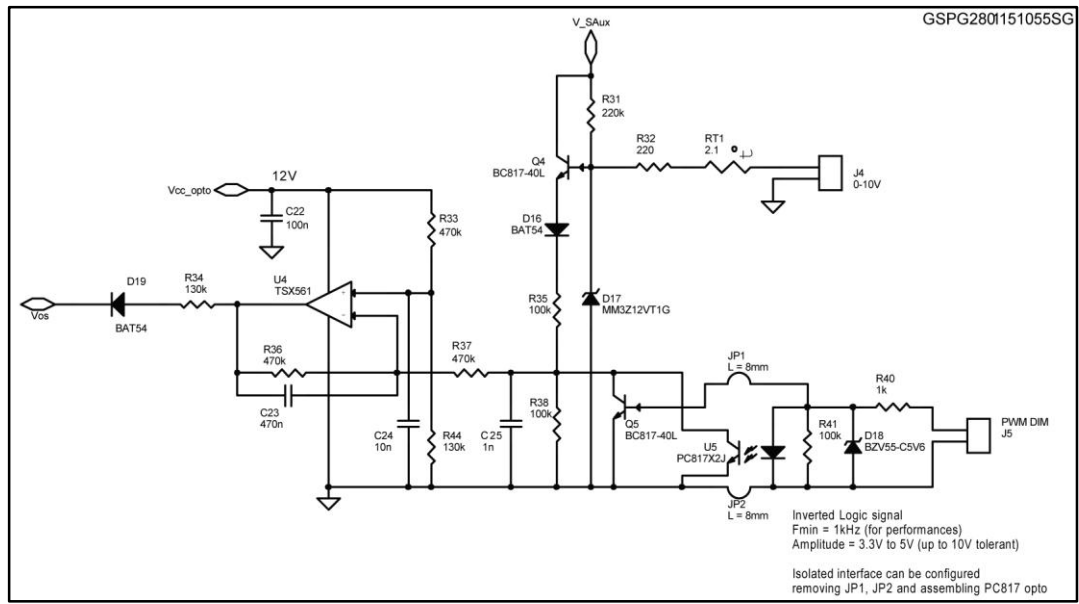 GSPG2801151055SG
V_SAux
R31
220k
R32
220
RT1
2.1
Q4
BC817-40L
J4
0-10V
12V
Vcc_opto
C22
100n
R33
470k
D16
BAT54
D19
BAT54
R34
130k
U4
TSX561
Vos
R35
100k
D17
MM3Z12VT1G
R36
470k
R37
470k
C23
470n
JP1
L = 8mm
R40
1k
C24
10n
R44
130k
C25
1n
R38
100k
Q5
BC817-40L
U5
PC817X2J
R41
100k
D18
BZV55-C5V6
PWM DIM
J5
JP2
L = 8mm
Inverted Logic signal
Fmin = 1kHz (for performances)
Amplitude = 3.3V to 5V (up to 10V tolerant)
Isolated interface can be configured
removing JP1, JP2 and assembling PC817 opto